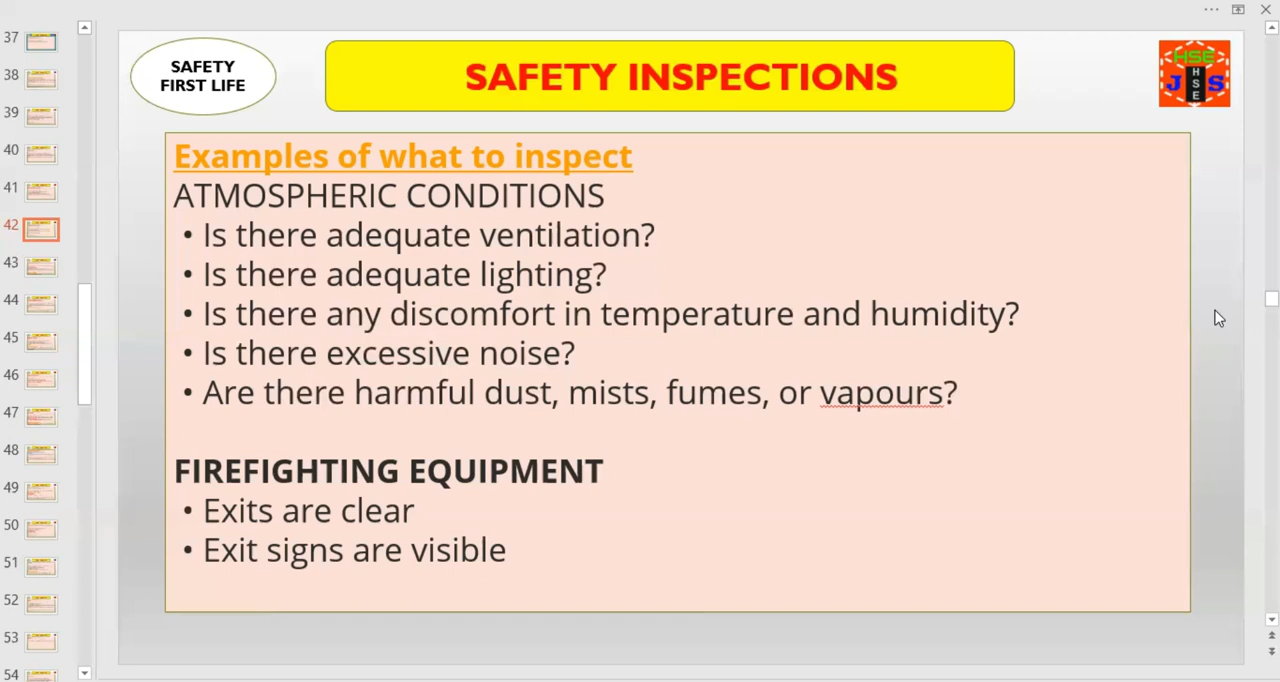 37
38
39
40
41
42
43
44
45
46
47
48
49
50
51
52
53
54
SAFETY
FIRST LIFE
SAFETY INSPECTIONS
HSE
J HSE S
Examples of what to inspect
ATMOSPHERIC CONDITIONS
• Is there adequate ventilation?
• Is there adequate lighting?
• Is there any discomfort in temperature and humidity?
• Is there excessive noise?
• Are there harmful dust, mists, fumes, or vapours?
FIREFIGHTING EQUIPMENT
• Exits are clear
• Exit signs are visible